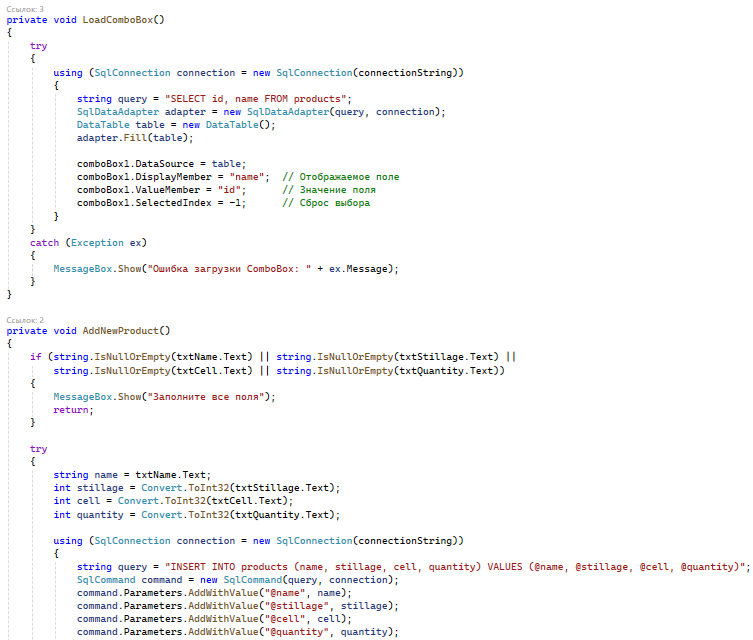 Ссылок: 3
private void LoadComboBox()
{
    try
    {
        using (SqlConnection connection = new SqlConnection(connectionString))
        {
            string query = "SELECT id, name FROM products";
            SqlDataAdapter adapter = new SqlDataAdapter(query, connection);
            DataTable table = new DataTable();
            adapter.Fill(table);

            comboBox1.DataSource = table;
            comboBox1.DisplayMember = "name";  // Отображаемое поле
            comboBox1.ValueMember = "id";      // Значение поля
            comboBox1.SelectedIndex = -1;      // Сброс выбора
        }
    }
    catch (Exception ex)
    {
        MessageBox.Show("Ошибка загрузки ComboBox: " + ex.Message);
    }
}

Ссылок: 2
private void AddNewProduct()
{
    if (string.IsNullOrEmpty(txtName.Text) || string.IsNullOrEmpty(txtStillage.Text) ||
        string.IsNullOrEmpty(txtCell.Text) || string.IsNullOrEmpty(txtQuantity.Text))
    {
        MessageBox.Show("Заполните все поля");
        return;
    }

    try
    {
        string name = txtName.Text;
        int stillage = Convert.ToInt32(txtStillage.Text);
        int cell = Convert.ToInt32(txtCell.Text);
        int quantity = Convert.ToInt32(txtQuantity.Text);

        using (SqlConnection connection = new SqlConnection(connectionString))
        {
            string query = "INSERT INTO products (name, stillage, cell, quantity) VALUES (@name, @stillage, @cell, @quantity)";
            SqlCommand command = new SqlCommand(query, connection);
            command.Parameters.AddWithValue("@name", name);
            command.Parameters.AddWithValue("@stillage", stillage);
            command.Parameters.AddWithValue("@cell", cell);
            command.Parameters.AddWithValue("@quantity", quantity);